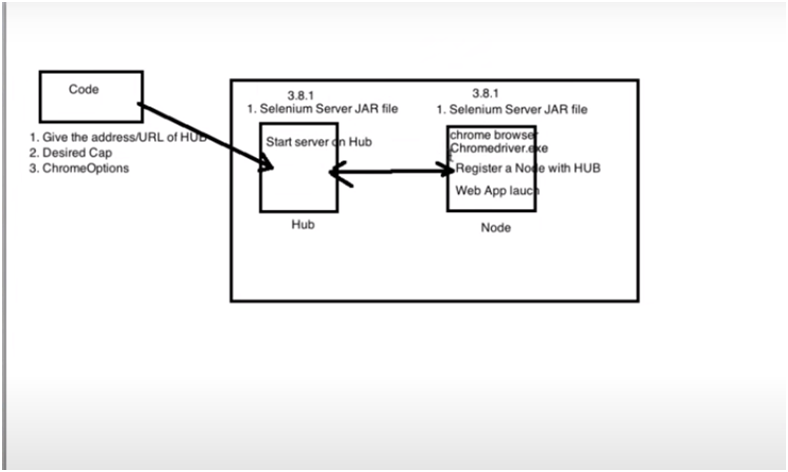 Code
1. Give the address/URL of HUB
2. Desired Cap
3. ChromeOptions
3.8.1
1. Selenium Server JAR file
Start server on Hub
Hub
3.8.1
1. Selenium Server JAR file
chrome browser
Chromedriver.exe
Register a Node with HUB
Web App lauch
Node